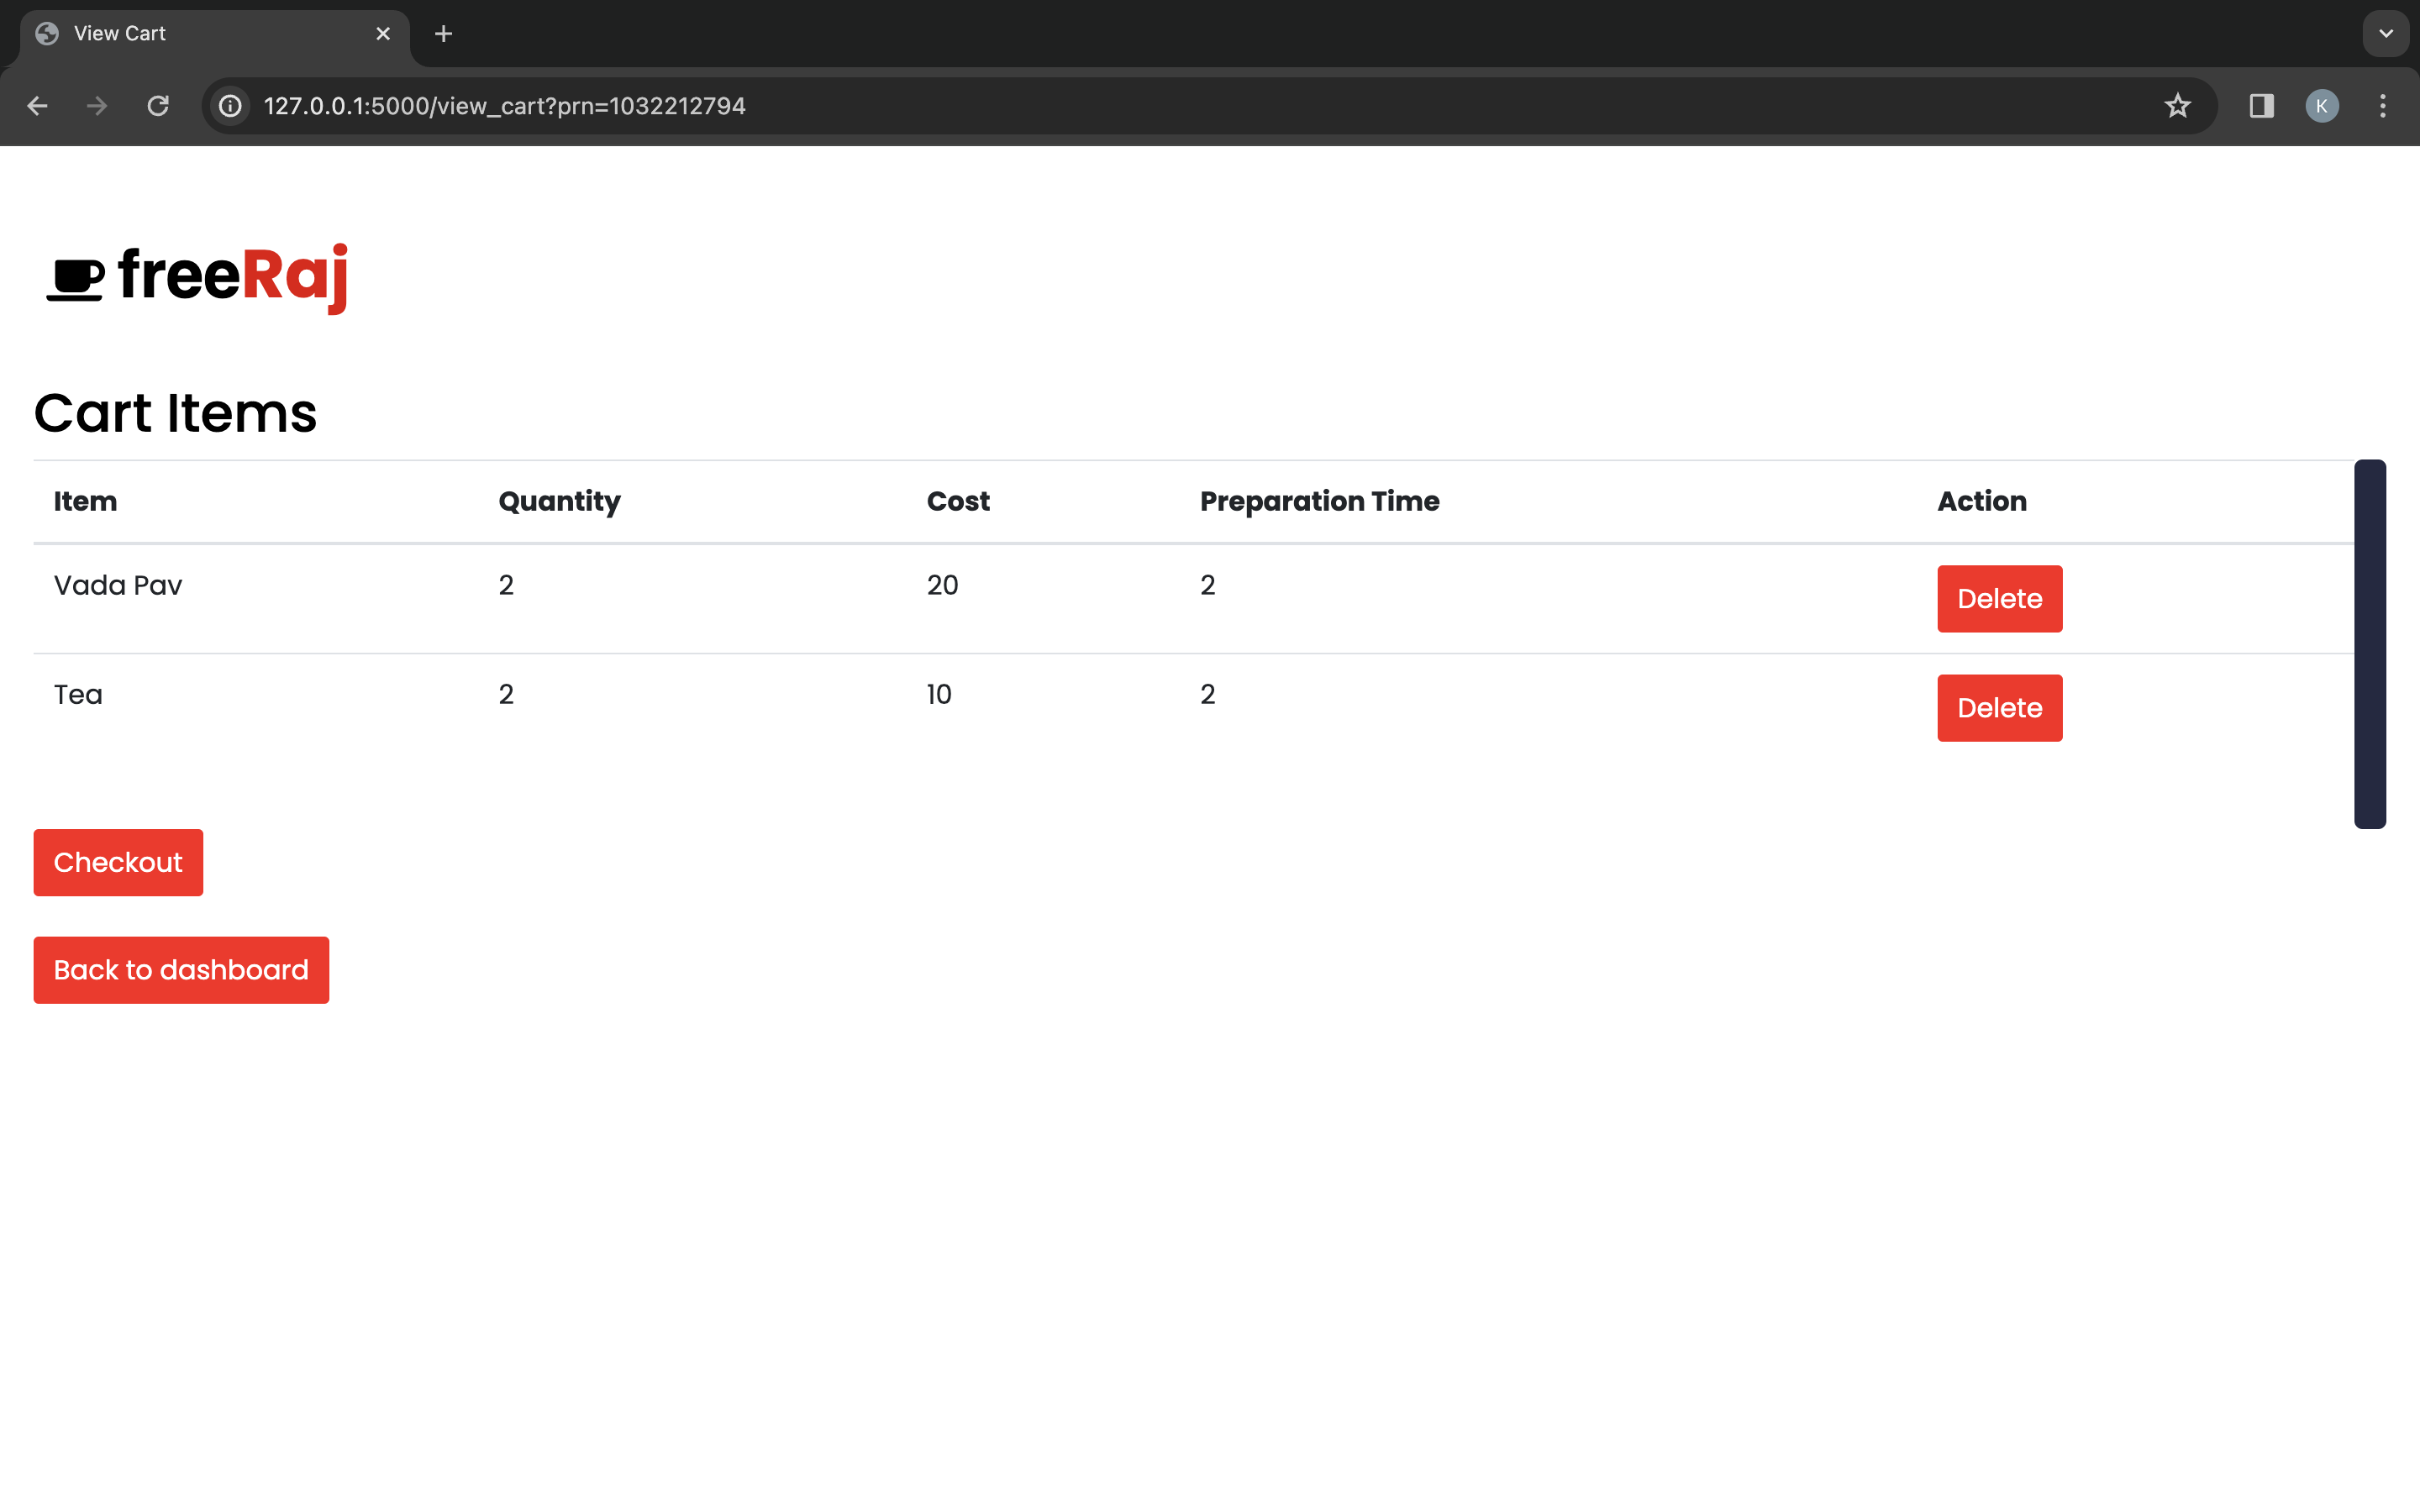 View Cart
127.0.0.1:5000/view_cart?prn=1032212794
K
freeRaj
Cart Items
Item Quantity Cost Preparation Time Action
Vada Pav 2 20 2 Delete
Tea 2 10 2 Delete
Checkout
Back to dashboard